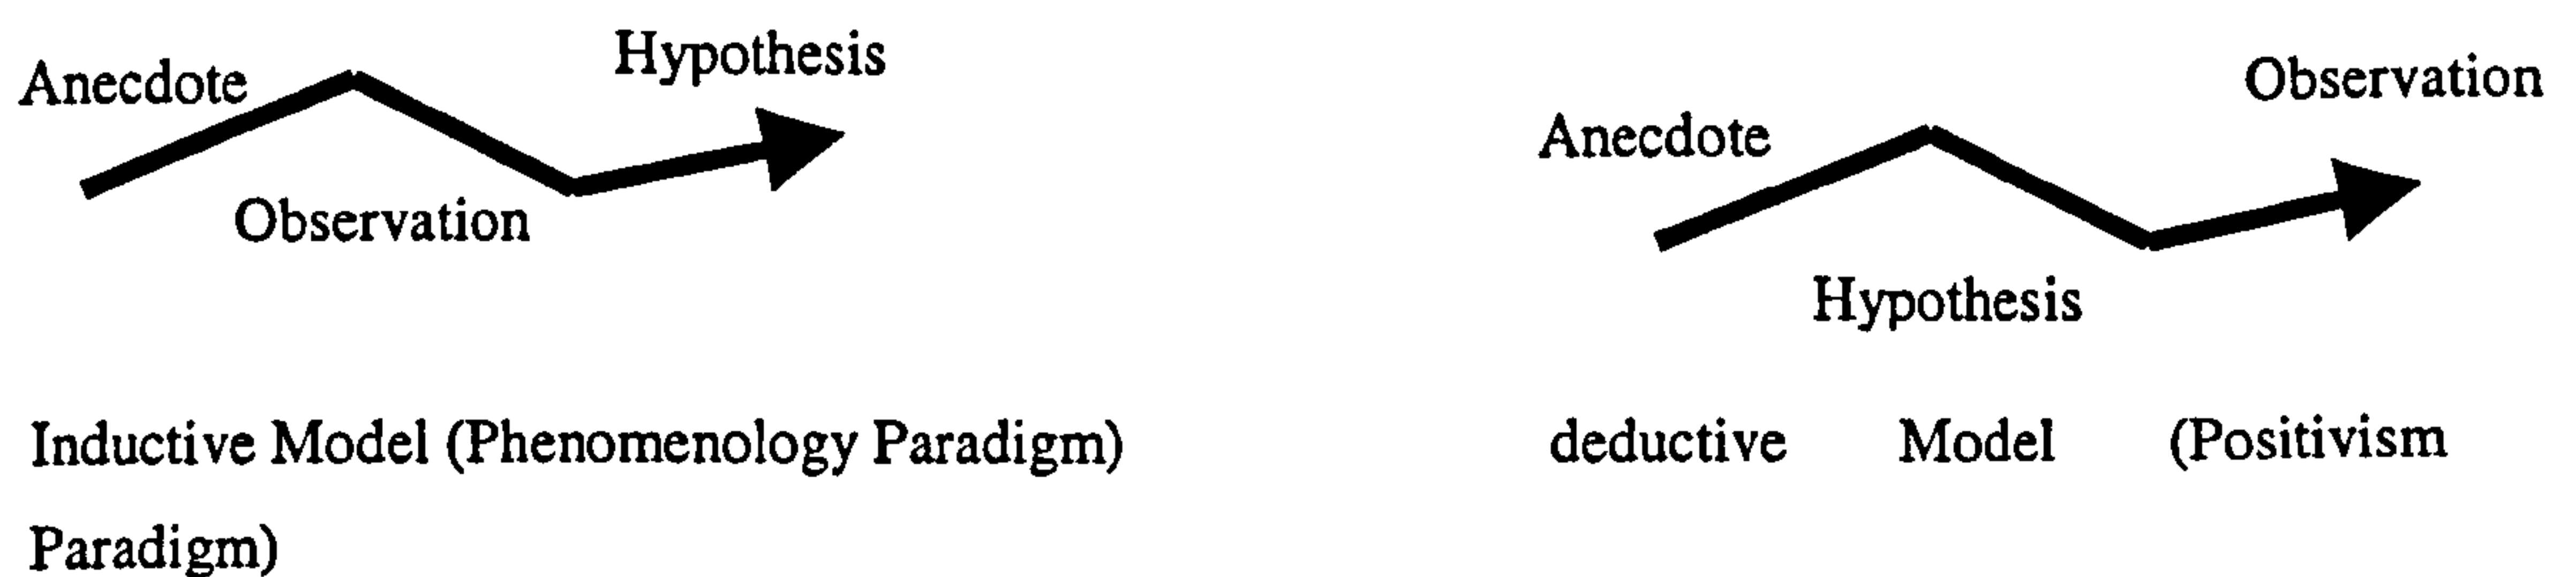 Anecdote
Hypothesis
Observation
Anecdote
Observation
Hypothesis
Inductive Model (Phenomenology Paradigm) deductive Model (Positivism
Paradigm)